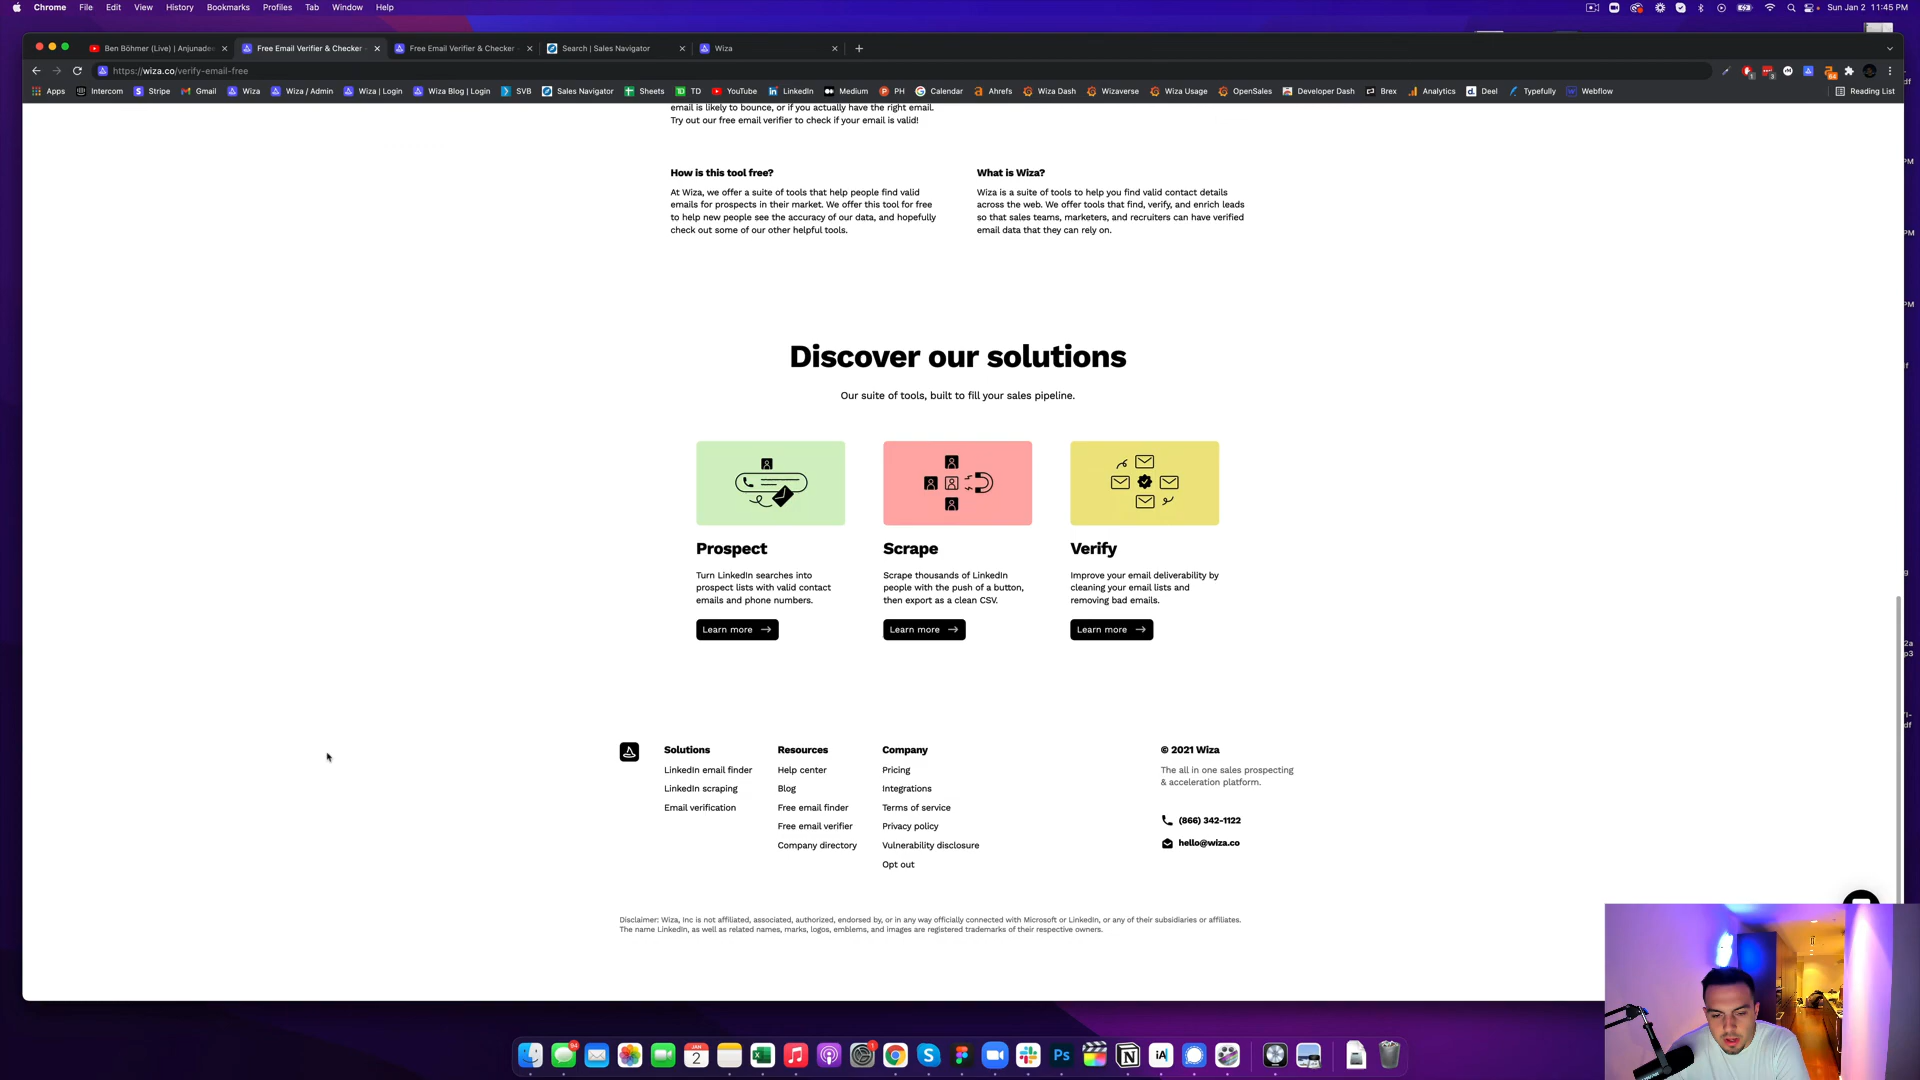 Chrome File Edit View History Bookmarks Profiles Tab Window Help
Sun Jan 2 11:45 PM
Ben Böhmer (Live) | Anjunadee
Free Email Verifier & Checker
Free Email Verifier & Checker
Search | Sales Navigator
Wiza
https://wiza.co/verify-email-free
Apps Intercom Stripe Gmail Wiza Wiza / Admin Wiza | Login Wiza Blog | Login SVB Sales Navigator Sheets TD YouTube LinkedIn Medium PH Calendar Ahrefs Wiza Dash Wizaverse Wiza Usage OpenSales Developer Dash Brex Analytics Deel Typefully Webflow Reading List
email is likely to bounce, or if you actually have the right email.
Try out our free email verifier to check if your email is valid!
How is this tool free?
At Wiza, we offer a suite of tools that help people find valid
emails for prospects in their market. We offer this tool for free
to help new people see the accuracy of our data, and hopefully
check out some of our other helpful tools.
What is Wiza?
Wiza is a suite of tools to help you find valid contact details
across the web. We offer tools that find, verify, and enrich leads
so that sales teams, marketers, and recruiters can have verified
email data that they can rely on.
Discover our solutions
Our suite of tools, built to fill your sales pipeline.
Prospect
Turn LinkedIn searches into
prospect lists with valid contact
emails and phone numbers.
Learn more
Scrape
Scrape thousands of LinkedIn
people with the push of a button,
then export as a clean CSV.
Learn more
Verify
Improve your email deliverability by
cleaning your email lists and
removing bad emails.
Learn more
Solutions
LinkedIn email finder
LinkedIn scraping
Email verification
Resources
Help center
Blog
Free email finder
Free email verifier
Company directory
Company
Pricing
Integrations
Terms of service
Privacy policy
Vulnerability disclosure
Opt out
© 2021 Wiza
The all in one sales prospecting
& acceleration platform.
(866) 342-1122
hello@wiza.co
Disclaimer: Wiza, Inc is not affiliated, associated, authorized, endorsed by, or in any way officially connected with Microsoft or LinkedIn, or any of their subsidiaries or affiliates.
The name LinkedIn, as well as related names, marks, logos, emblems, and images are registered trademarks of their respective owners.
94
JAN
2
1
iA
Ps